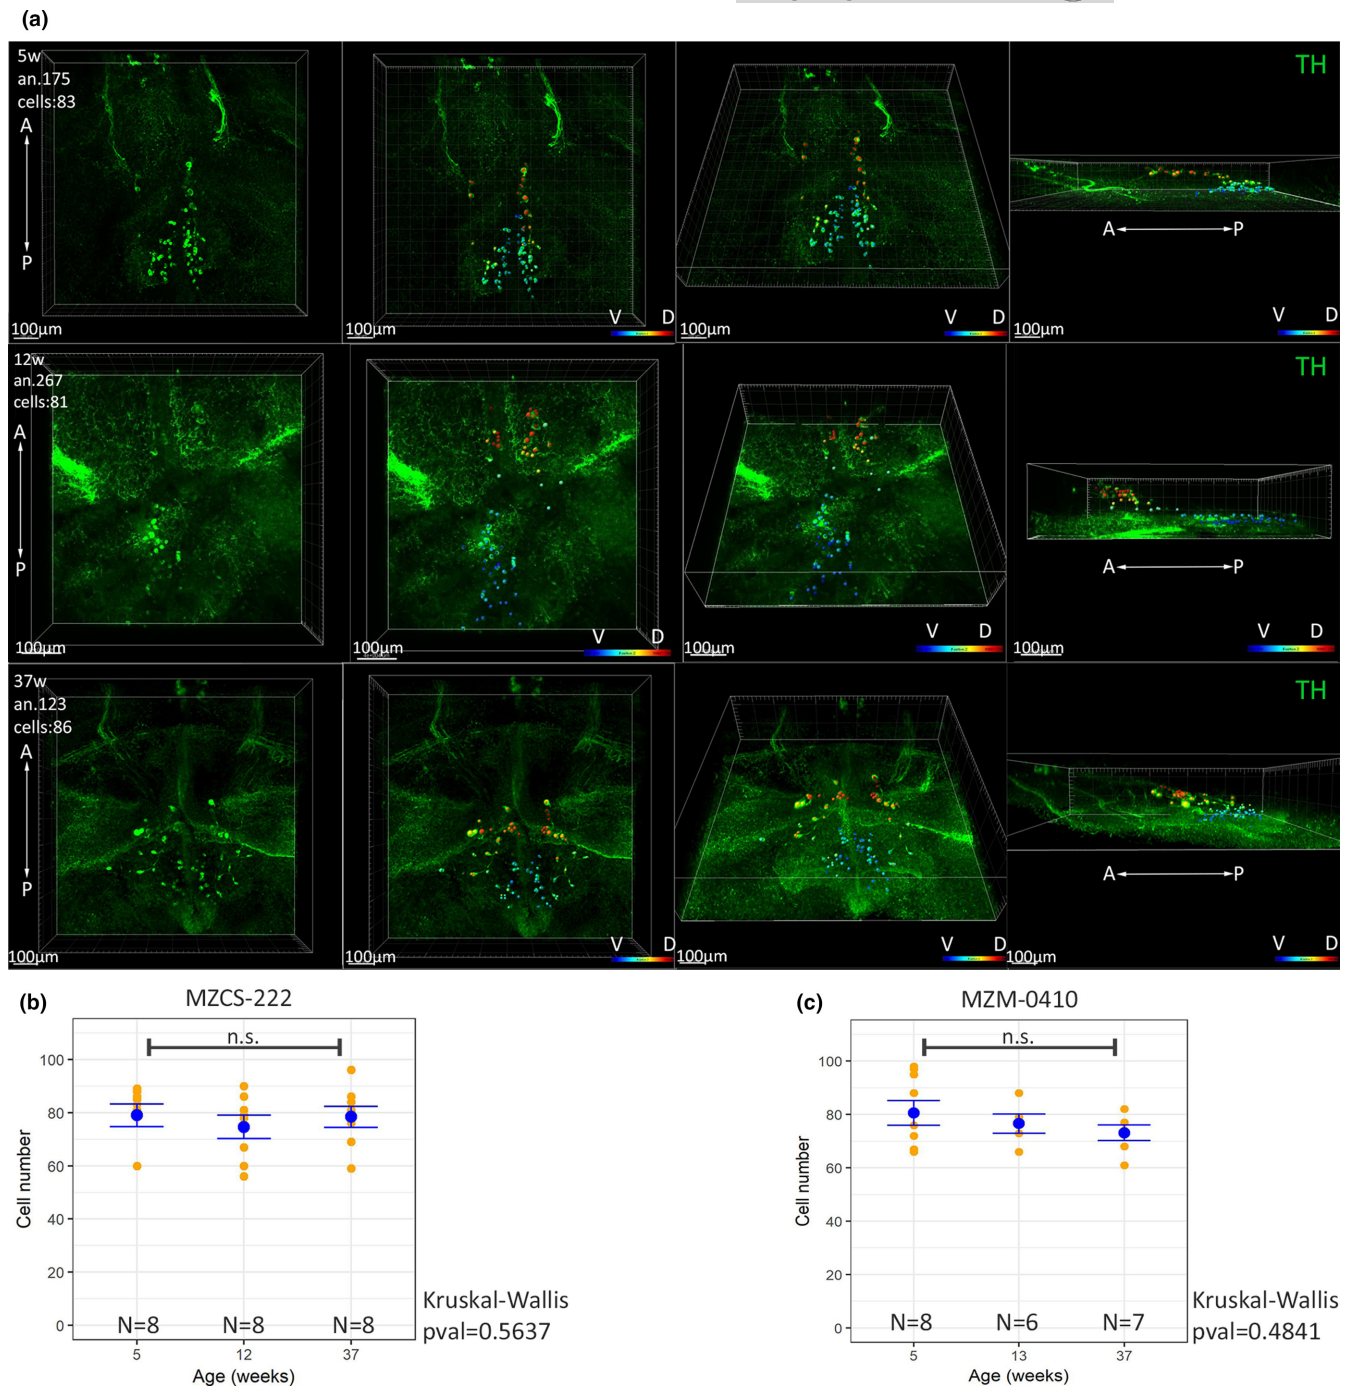 (a)
5w
an.175
cells:83
A
P
100µm
V D
100µm
100µm
V D
100µm
TH
A P
V D
100µm
12w
an.267
cells:81
A
P
100µm
V D
100µm
V D
100µm
TH
A P
V D
100µm
37w
an.123
cells:86
A
P
100µm
V D
100µm
V D
100µm
TH
A P
V D
100µm
(b)
MZCS-222
n.s.
Cell number
100
80
60
40
20
0
N=8 N=8 N=8
5 12 37
Age (weeks)
Kruskal-Wallis
pval=0.5637
(c)
MZM-0410
n.s.
Cell number
100
80
60
40
20
0
N=8 N=6 N=7
5 13 37
Age (weeks)
Kruskal-Wallis
pval=0.4841